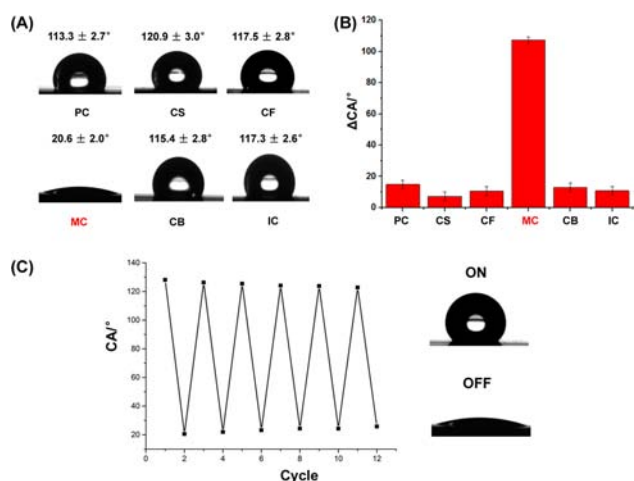 (A)
113.3 ± 2.7° 120.9 ± 3.0° 117.5 ± 2.8°
PC CS CF
20.6 ± 2.0° 115.4 ± 2.8° 117.3 ± 2.6°
MC CB IC
(B)
120
100
80
60
40
20
0
ΔCA/°
PC CS CF MC CB IC
(C)
140
120
100
80
60
40
20
CA/°
0 2 4 6 8 10 12
Cycle
ON
OFF